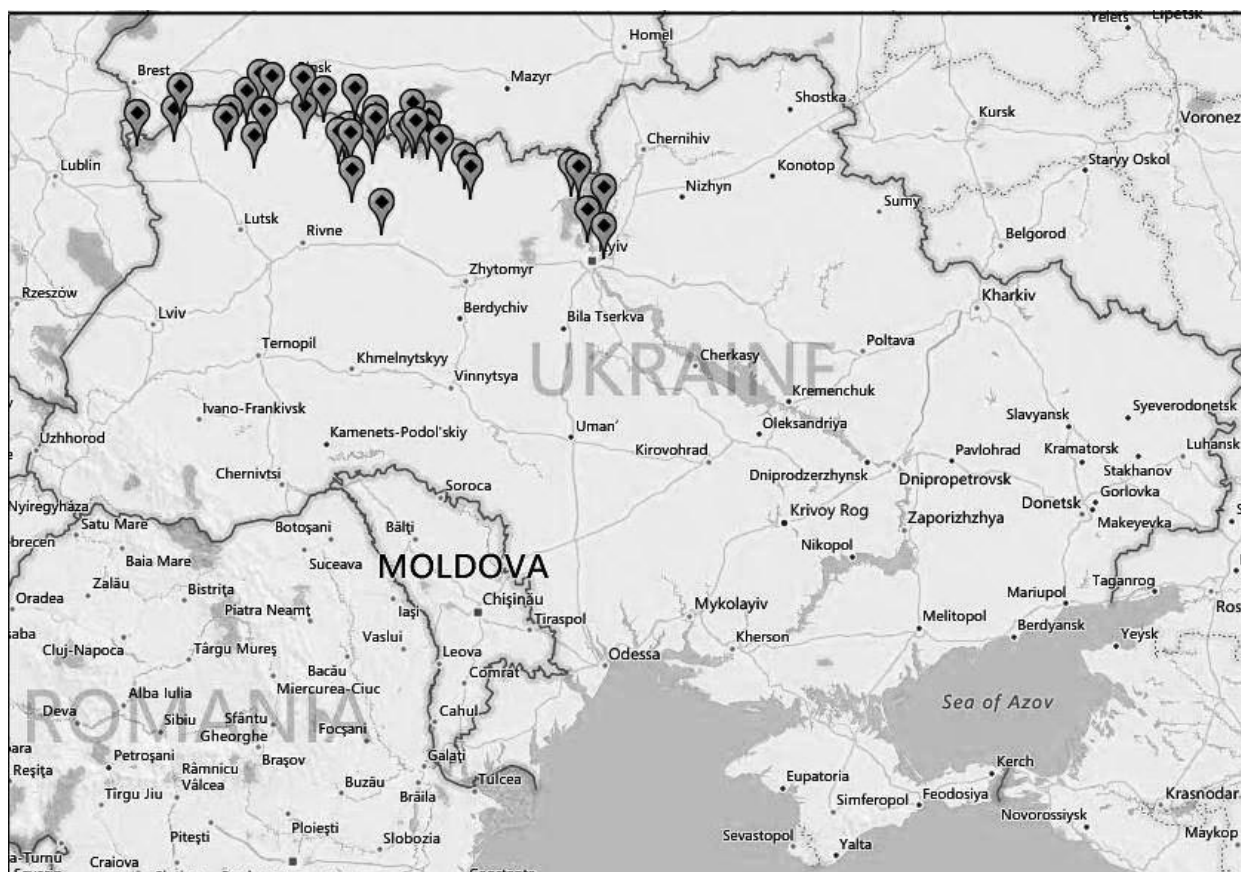 Yelets
Lipetsk
Homel
Brest
Mazyr
Shostka
Kursk
Voronez
Chernihiv
Lublin
Staryy Oskol
Konotop
Nizhyn
Sumy
Lutsk
Belgorod
Rivne
Kyiv
Zhytomyr
Rzeszów
Kharkiv
Berdychiv
Lviv
Bila Tserkva
Poltava
Ternopil
UKRAINE
Cherkasy
Khmelnytskyy
Vinnytsya
Kremenchuk
Ivano-Frankivsk
Syeverodonetsk
Slavyansk
Oleksandriya
Uman'
Uzhhorod
Kamenets-Podol'skiy
Kirovohrad
Pavlohrad
Kramatorsk
Luhansk
Chernivtsi
Dniprodzerzhynsk
Stakhanov
Dnipropetrovsk
Soroca
Gorlovka
Donetsk
Nyiregyháza
Satu Mare
Botoşani
Bălţi
Krivoy Rog
Zaporizhzhya
Makeyevka
ebrecen
Baia Mare
Suceava
MOLDOVA
Nikopol
Zalău
Bistriţa
Taganrog
Oradea
Piatra Neamţ
Iaşi
Chişinău
Mykolayiv
Mariupol
Ros
Tiraspol
Melitopol
saba
Vaslui
Kherson
Berdyansk
Yeysk
Cluj-Napoca
Târgu Mureş
Leova
Odessa
Bacău
Comrat
Miercurea-Ciuc
Alba Iulia
ROMANIA
Sea of Azov
Deva
Sibiu
Sfântu
Gheorghe
Focşani
Cahul
Petroşani
Braşov
Galaţi
Reşiţa
Râmnicu
Vâlcea
Buzău
Tulcea
Kerch
Eupatoria
Tirgu Jiu
Brăila
Simferopol
Feodosiya
Krasnodar
Novorossiysk
Piteşti
Ploieşti
Slobozia
Sevastopol
Maykop
Yalta
a-Turnu
Craiova